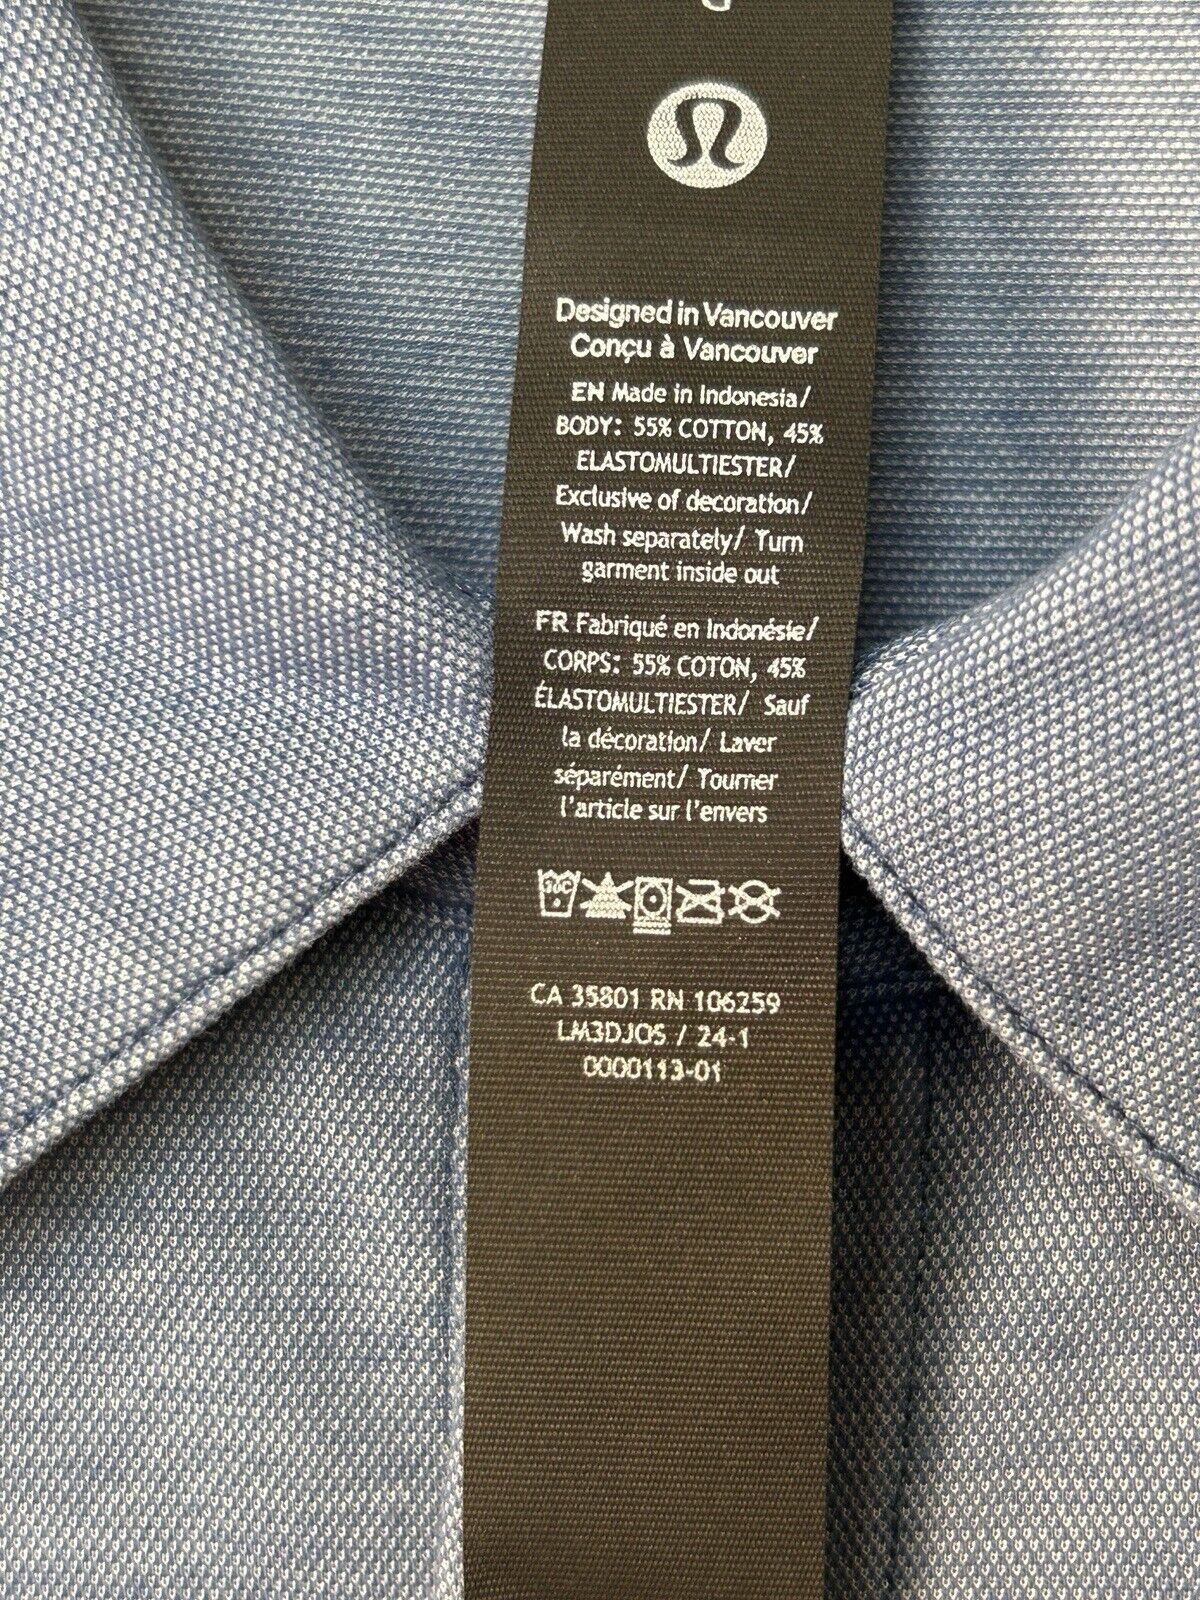 Designed in Vancouver
Conçu à Vancouver
EN Made in Indonesia/
BODY: 55% COTTON, 45%
ELASTOMULTIESTER/
Exclusive of decoration/
Wash separately/ Turn
garment inside out
FR Fabriqué en Indonésie/
CORPS: 55% COTON, 45%
ÉLASTOMULTIESTER/ Sauf
la décoration/ Laver
séparément/ Tourner
l'article sur l'envers
30C
CA 35801 RN 106259
LM3DJOS / 24-1
0000113-01